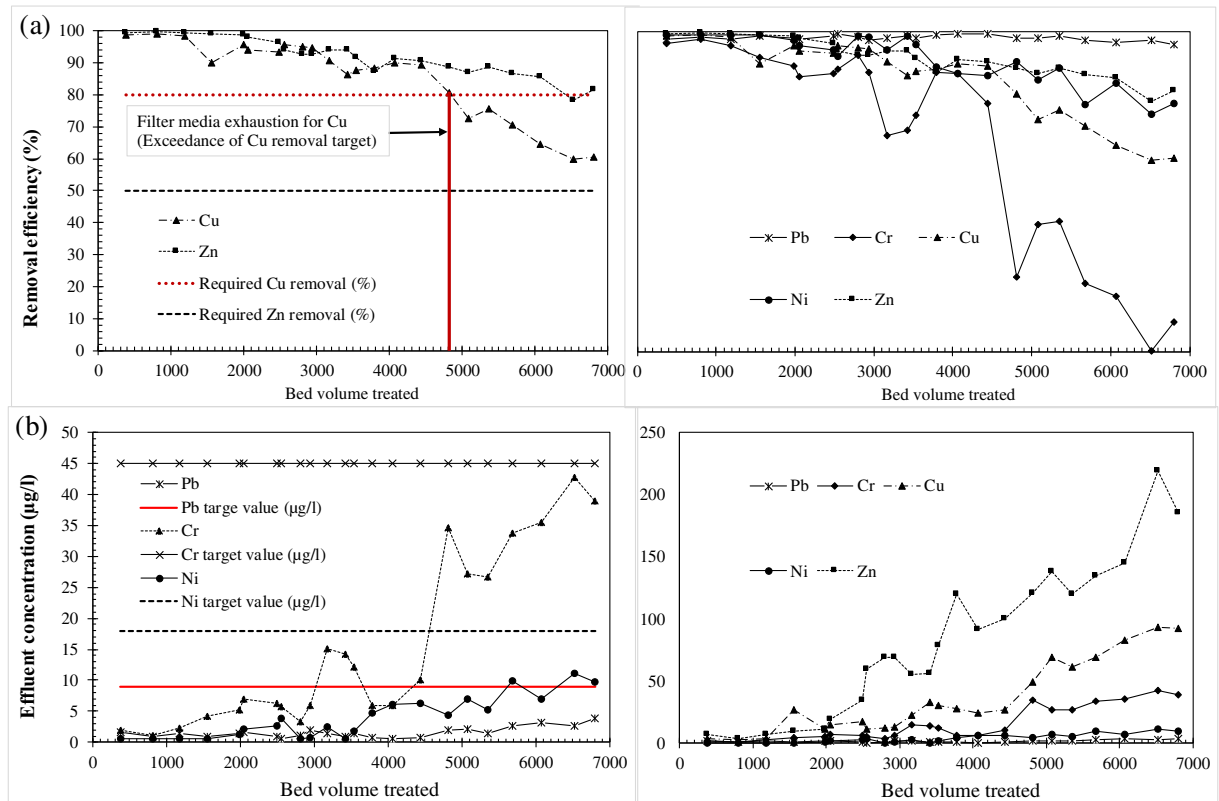 (a)
Removal efficiency (%)
100
90
80
70
60
50
40
30
20
10
0
Filter media exhaustion for Cu
(Exceedance of Cu removal target)
Cu
Zn
Required Cu removal (%)
Required Zn removal (%)
0 1000 2000 3000 4000 5000 6000 7000
Bed volume treated
Pb Cr Cu
Ni Zn
0 1000 2000 3000 4000 5000 6000 7000
Bed volume treated
(b)
Effluent concentration (µg/l)
50
45
40
35
30
25
20
15
10
5
0
Pb
Pb targe value (µg/l)
Cr
Cr target value (µg/l)
Ni
Ni target value (µg/l)
0 1000 2000 3000 4000 5000 6000 7000
Bed volume treated
250
200
150
100
50
0
Pb Cr Cu
Ni Zn
0 1000 2000 3000 4000 5000 6000 7000
Bed volume treated